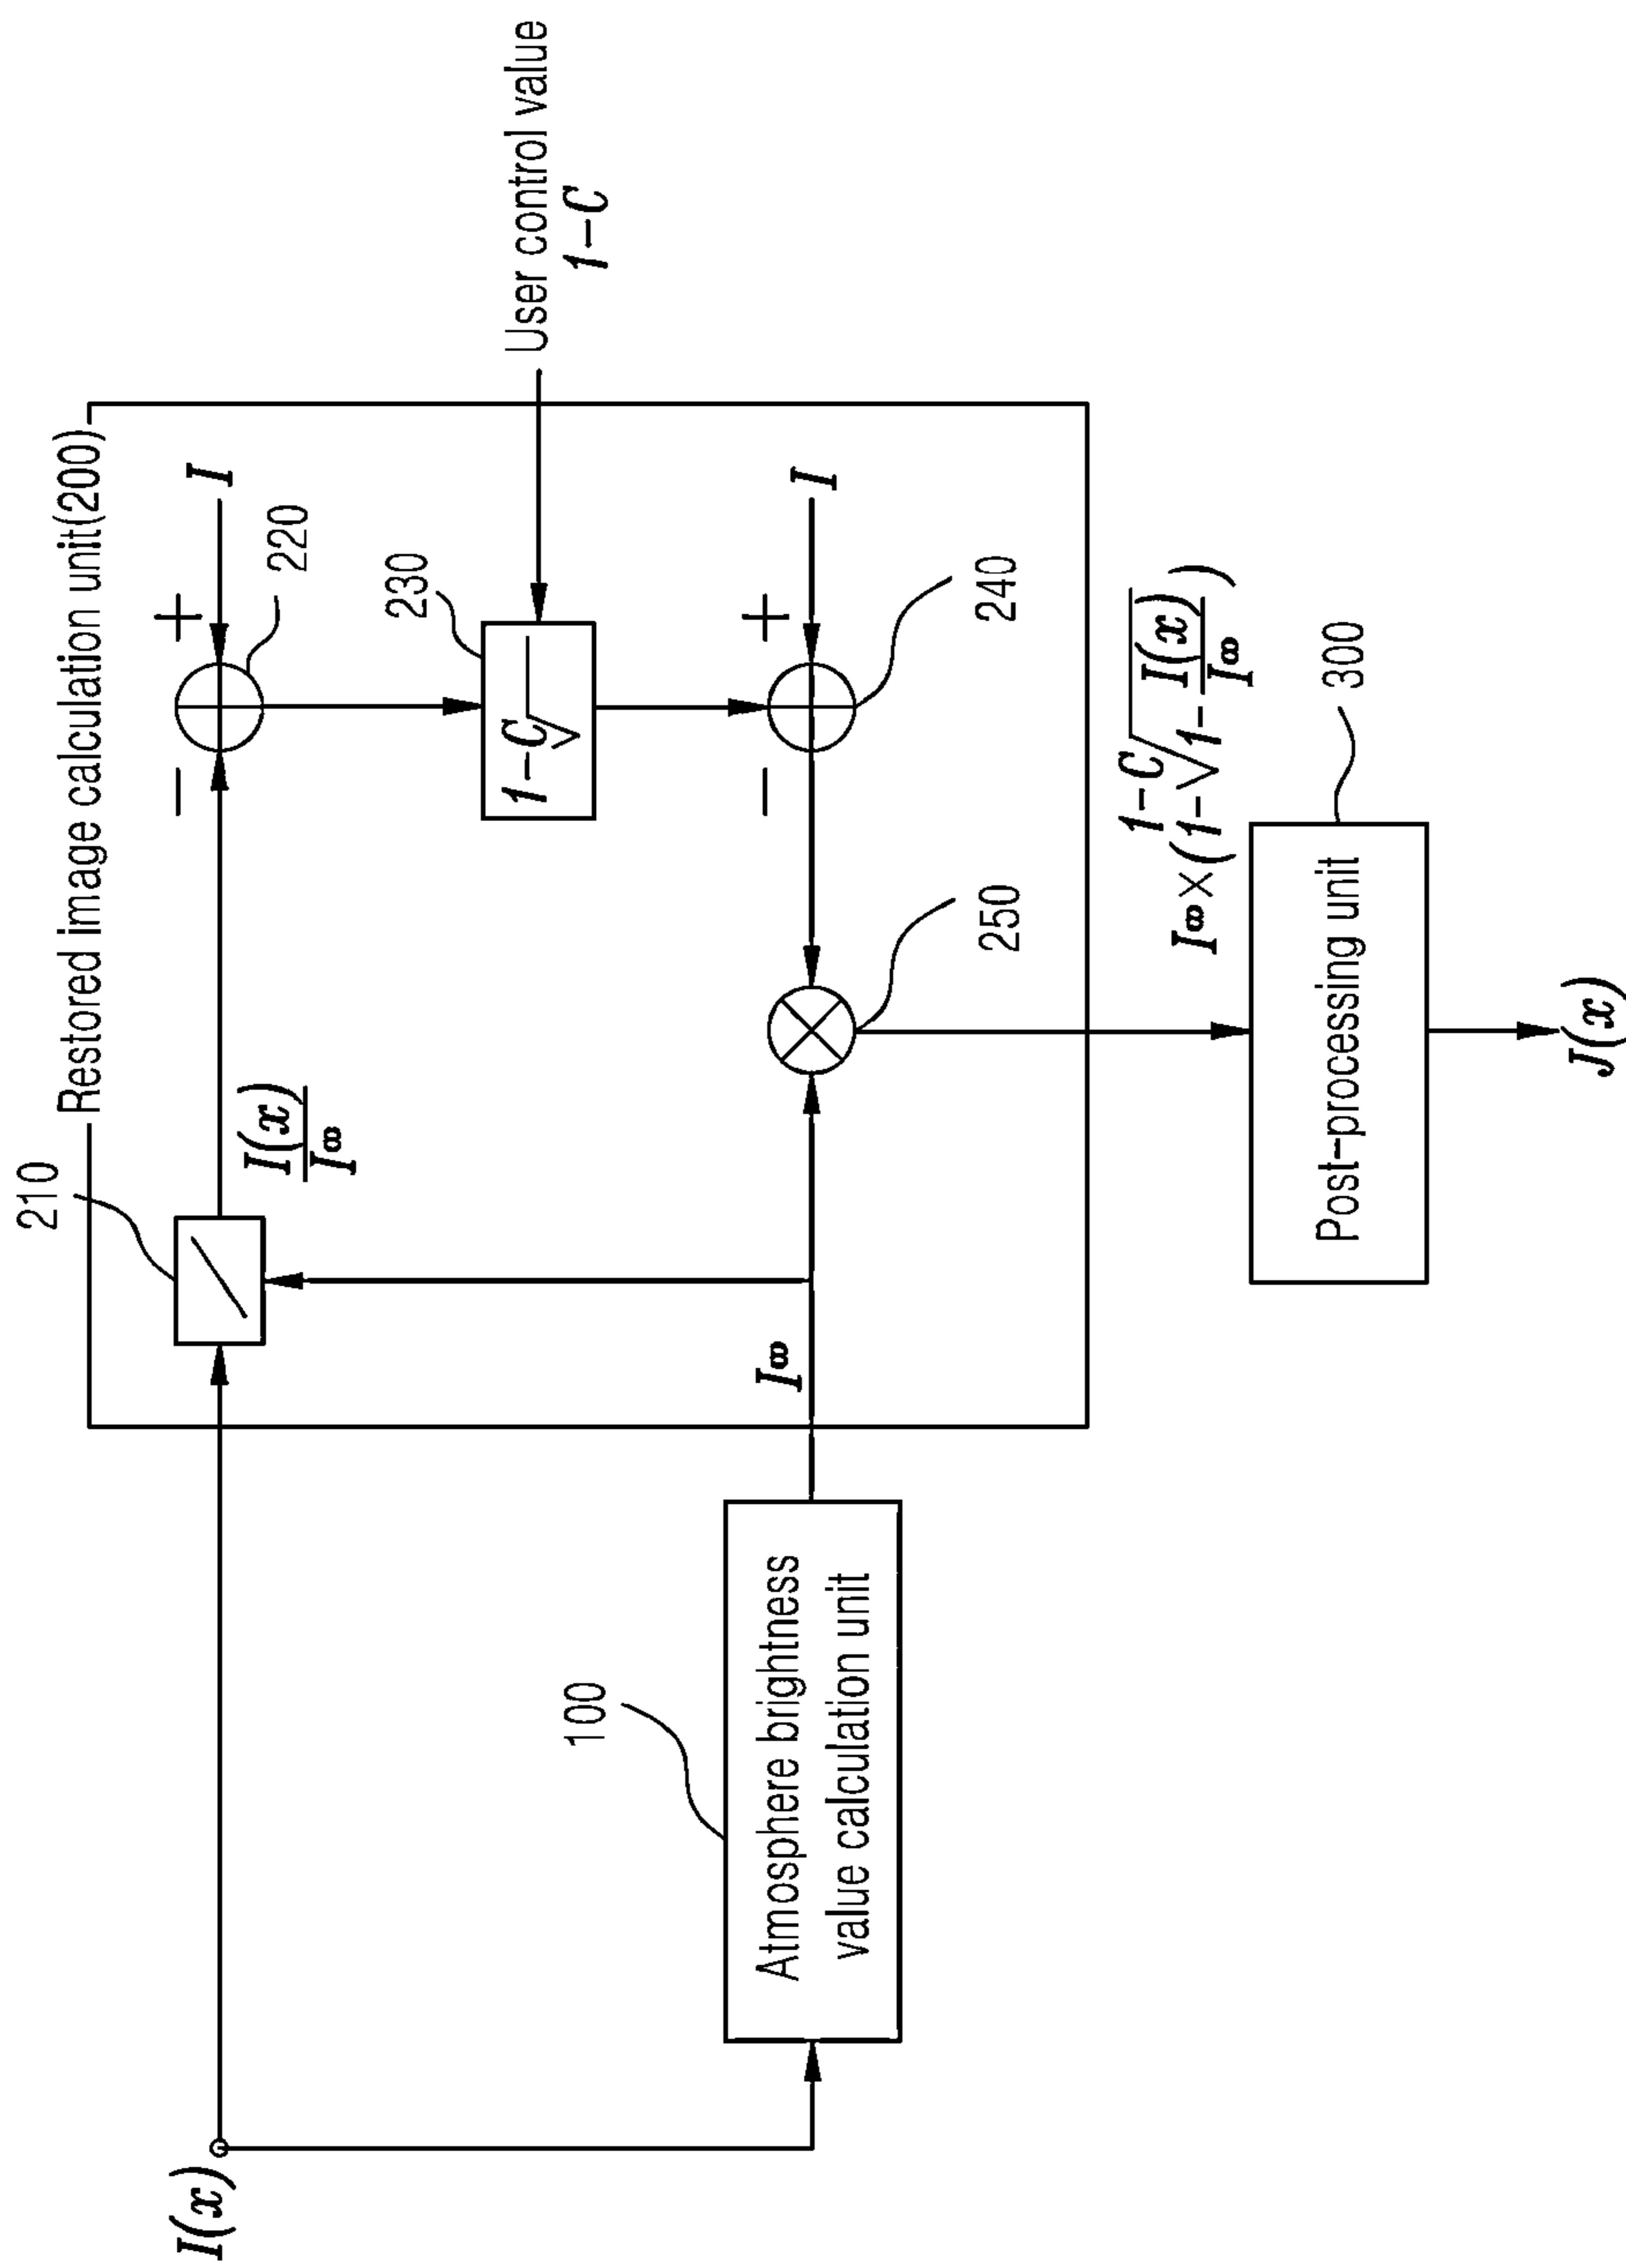 Restored image calculation unit(200)
210
I(x)
I(x)
I∞
I
+
−
220
230
1-C√
User control value
1-C
100
Atmosphere brightness
value calculation unit
I∞
250
−
+
I
240
I∞×(1-1-C√1-I(x)/I∞)
Post-processing unit
300
J(x)